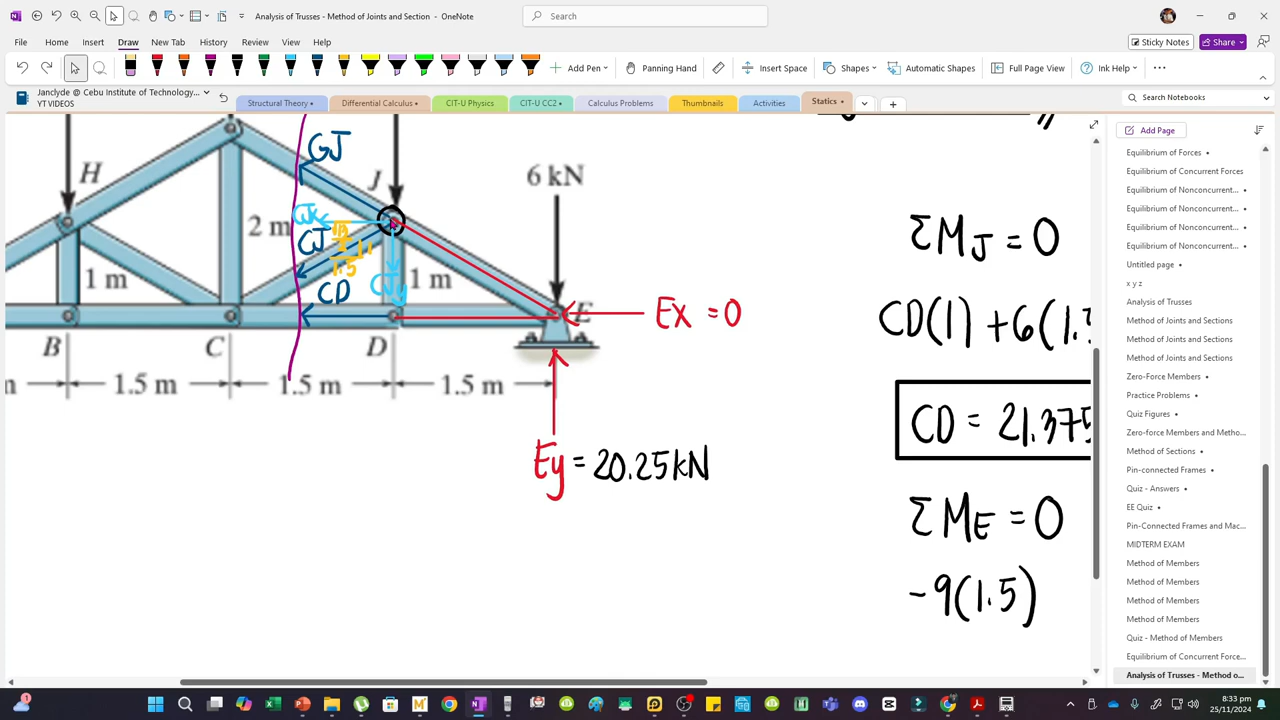 Analysis of Trusses - Method of Joints and Section - OneNote
Search
File Home Insert Draw New Tab History Review View Help
Sticky Notes Share
Add Pen Panning Hand Insert Space Shapes Automatic Shapes Full Page View Ink Help
Janclyde @ Cebu Institute of Technology...
YT VIDEOS
Structural Theory Differential Calculus CIT-U Physics CIT-U CC2 Calculus Problems Thumbnails Activities Statics
Search Notebooks
Add Page
Equilibrium of Forces
Equilibrium of Concurrent Forces
Equilibrium of Nonconcurrent...
Equilibrium of Nonconcurrent...
Equilibrium of Nonconcurrent...
Equilibrium of Nonconcurrent...
Untitled page
x y z
Analysis of Trusses
Method of Joints and Sections
Method of Joints and Sections
Method of Joints and Sections
Zero-Force Members
Practice Problems
Quiz Figures
Zero-force Members and Metho...
Method of Sections
Pin-connected Frames
Quiz - Answers
EE Quiz
Pin-Connected Frames and Mac...
MIDTERM EXAM
Method of Members
Method of Members
Method of Members
Method of Members
Quiz - Method of Members
Equilibrium of Concurrent Force...
Analysis of Trusses - Method o...
GJ
H
J
6 kN
2 m
CJ
1.5
CJy
1 m
1 m
CD
E
Ex = 0
B
C
D
m
1.5 m
1.5 m
1.5 m
Ey = 20.25kN
ΣMJ = 0
CD(1) + 6(1.
CD = 21.375
ΣME = 0
-9(1.5)
8:33 pm
25/11/2024